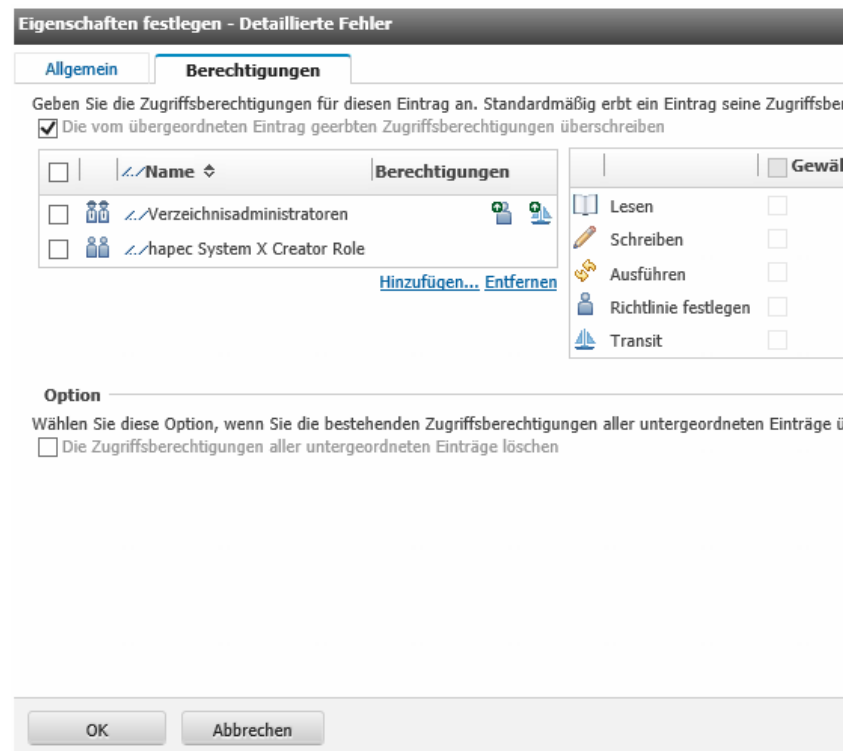 Eigenschaften festlegen - Detaillierte Fehler
Allgemein Berechtigungen
Geben Sie die Zugriffsberechtigungen für diesen Eintrag an. Standardmäßig erbt ein Eintrag seine Zugriffsber
Die vom übergeordneten Eintrag geerbten Zugriffsberechtigungen überschreiben
Name Berechtigungen
Verzeichnisadministratoren
hapec System X Creator Role
Hinzufügen... Entfernen
Gewäh
Lesen
Schreiben
Ausführen
Richtlinie festlegen
Transit
Option
Wählen Sie diese Option, wenn Sie die bestehenden Zugriffsberechtigungen aller untergeordneten Einträge ü
Die Zugriffsberechtigungen aller untergeordneten Einträge löschen
OK Abbrechen